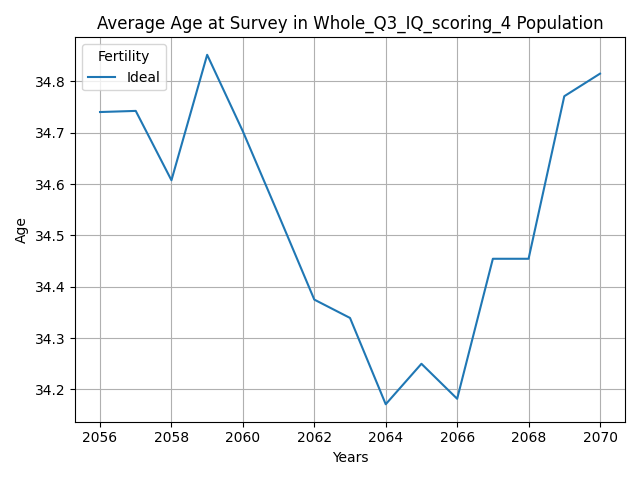 Average Age at Survey in Whole_Q3_IQ_scoring_4 Population
Fertility
Ideal
34.8
34.7
34.6
34.5
34.4
34.3
34.2
Age
2056 2058 2060 2062 2064 2066 2068 2070
Years